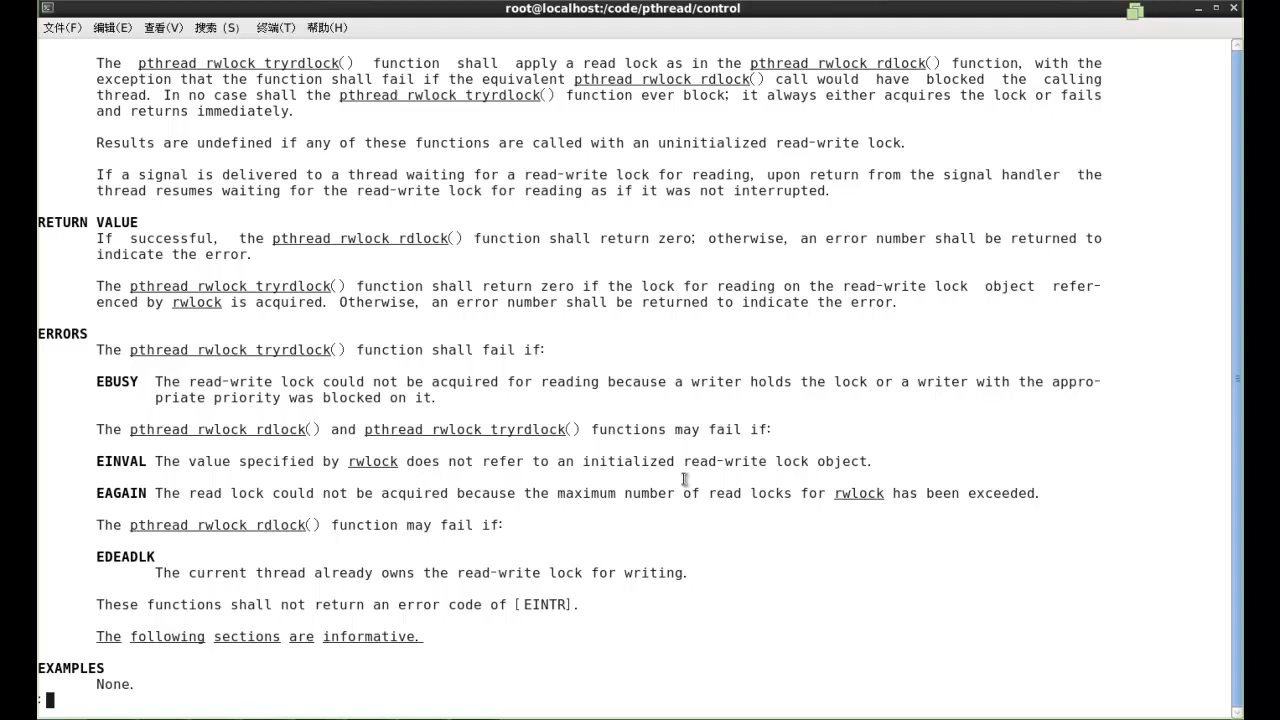 root@localhost:/code/pthread/control
文件(F) 编辑(E) 查看(V) 搜索 (S) 终端(T) 帮助(H)
The pthread_rwlock_tryrdlock() function shall apply a read lock as in the pthread_rwlock_rdlock() function, with the
exception that the function shall fail if the equivalent pthread_rwlock_rdlock() call would have blocked the calling
thread. In no case shall the pthread_rwlock_tryrdlock() function ever block; it always either acquires the lock or fails
and returns immediately.
Results are undefined if any of these functions are called with an uninitialized read-write lock.
If a signal is delivered to a thread waiting for a read-write lock for reading, upon return from the signal handler the
thread resumes waiting for the read-write lock for reading as if it was not interrupted.
RETURN VALUE
If successful, the pthread_rwlock_rdlock() function shall return zero; otherwise, an error number shall be returned to
indicate the error.
The pthread_rwlock_tryrdlock() function shall return zero if the lock for reading on the read-write lock object refer-
enced by rwlock is acquired. Otherwise, an error number shall be returned to indicate the error.
ERRORS
The pthread_rwlock_tryrdlock() function shall fail if:
EBUSY The read-write lock could not be acquired for reading because a writer holds the lock or a writer with the appro-
priate priority was blocked on it.
The pthread_rwlock_rdlock() and pthread_rwlock_tryrdlock() functions may fail if:
EINVAL The value specified by rwlock does not refer to an initialized read-write lock object.
EAGAIN The read lock could not be acquired because the maximum number of read locks for rwlock has been exceeded.
The pthread_rwlock_rdlock() function may fail if:
EDEADLK
The current thread already owns the read-write lock for writing.
These functions shall not return an error code of [EINTR].
The following sections are informative.
EXAMPLES
None.
: